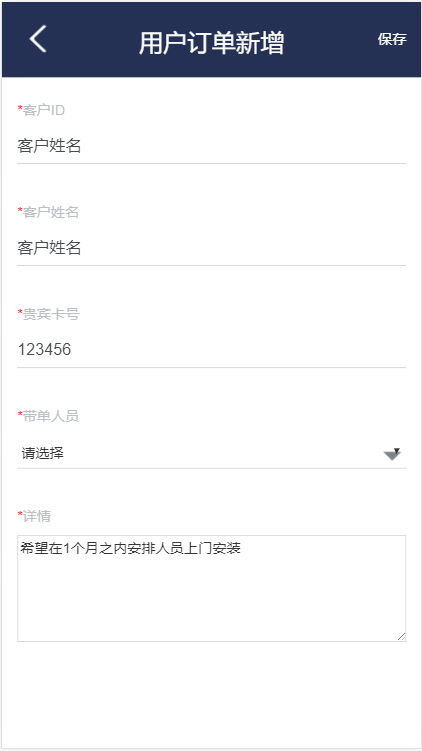 用户订单新增
保存
*客户ID
客户姓名
*客户姓名
客户姓名
*贵宾卡号
123456
*带单人员
请选择
*详情
希望在1个月之内安排人员上门安装